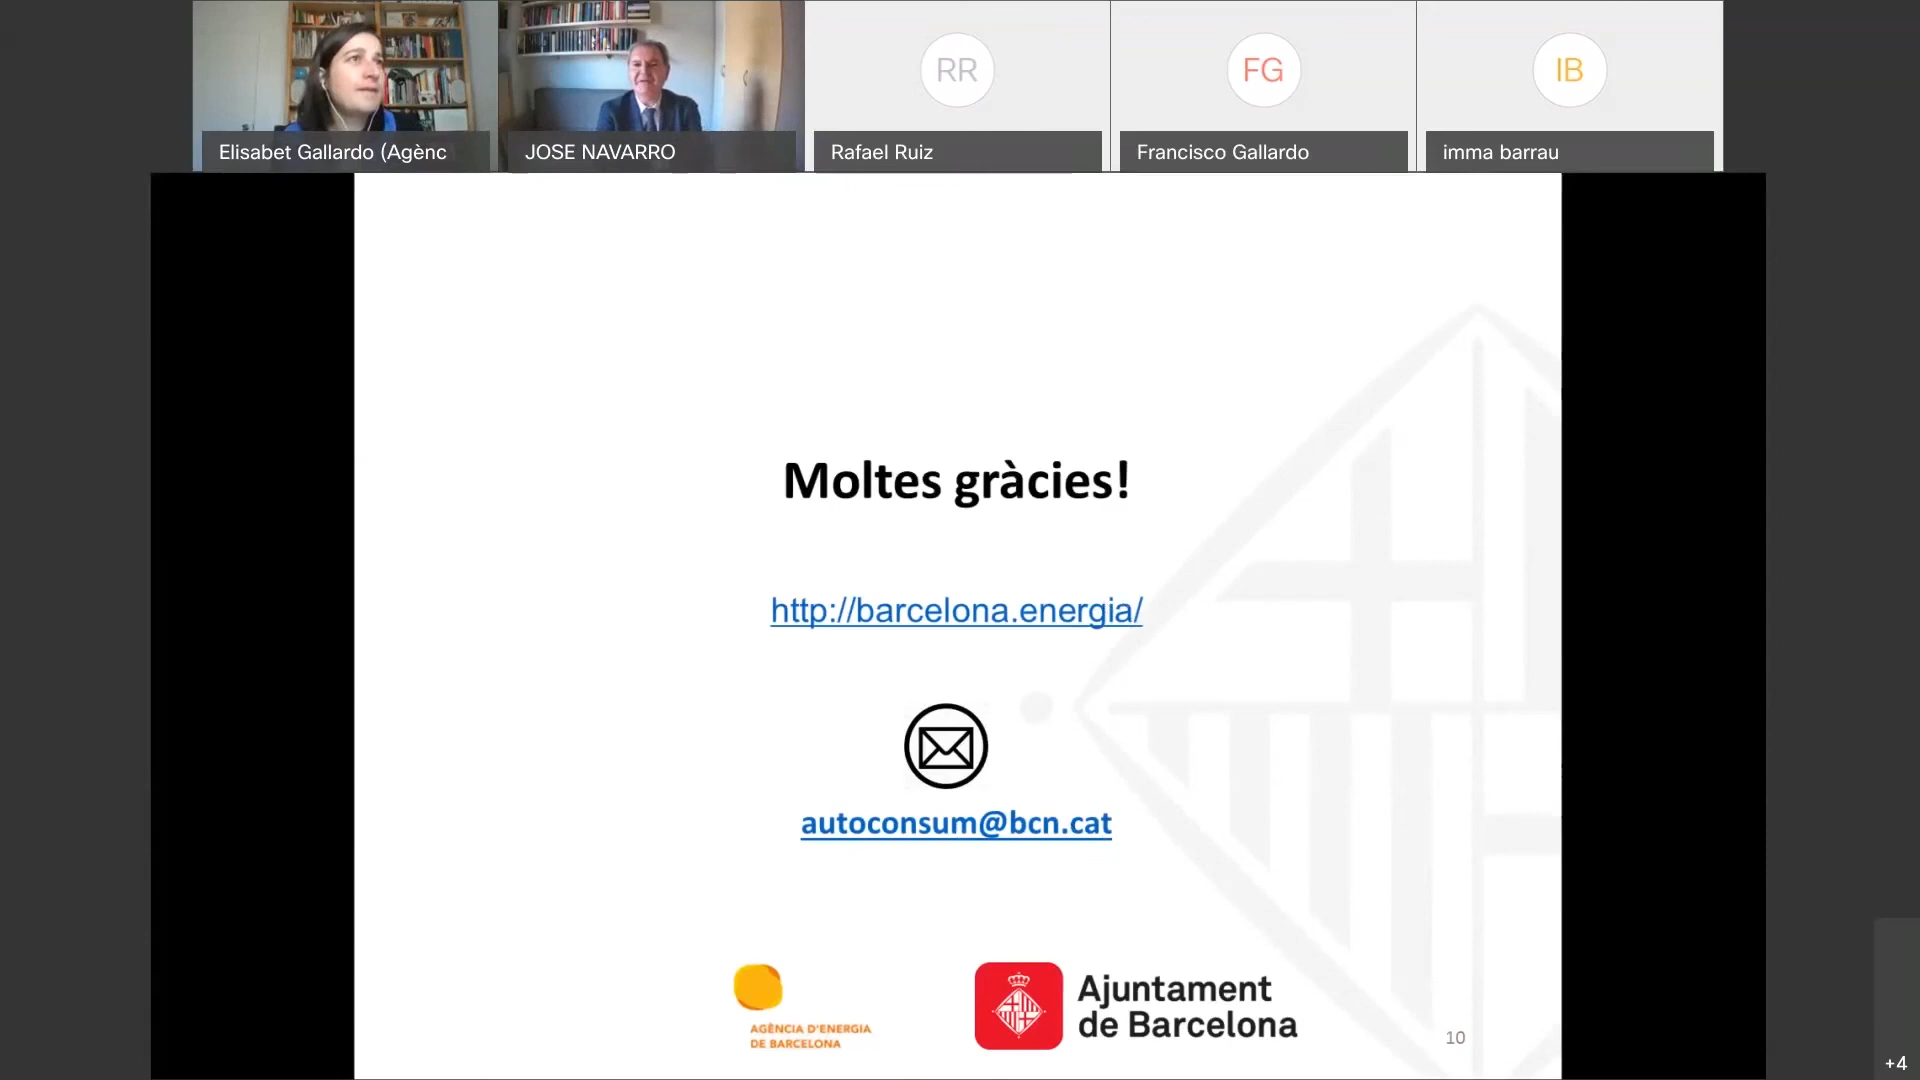 RR
FG
IB
Elisabet Gallardo (Agènc
JOSE NAVARRO
Rafael Ruiz
Francisco Gallardo
imma barrau
Moltes gràcies!
http://barcelona.energia/
autoconsum@bcn.cat
AGÈNCIA D'ENERGIA
DE BARCELONA
Ajuntament
de Barcelona
10
+4